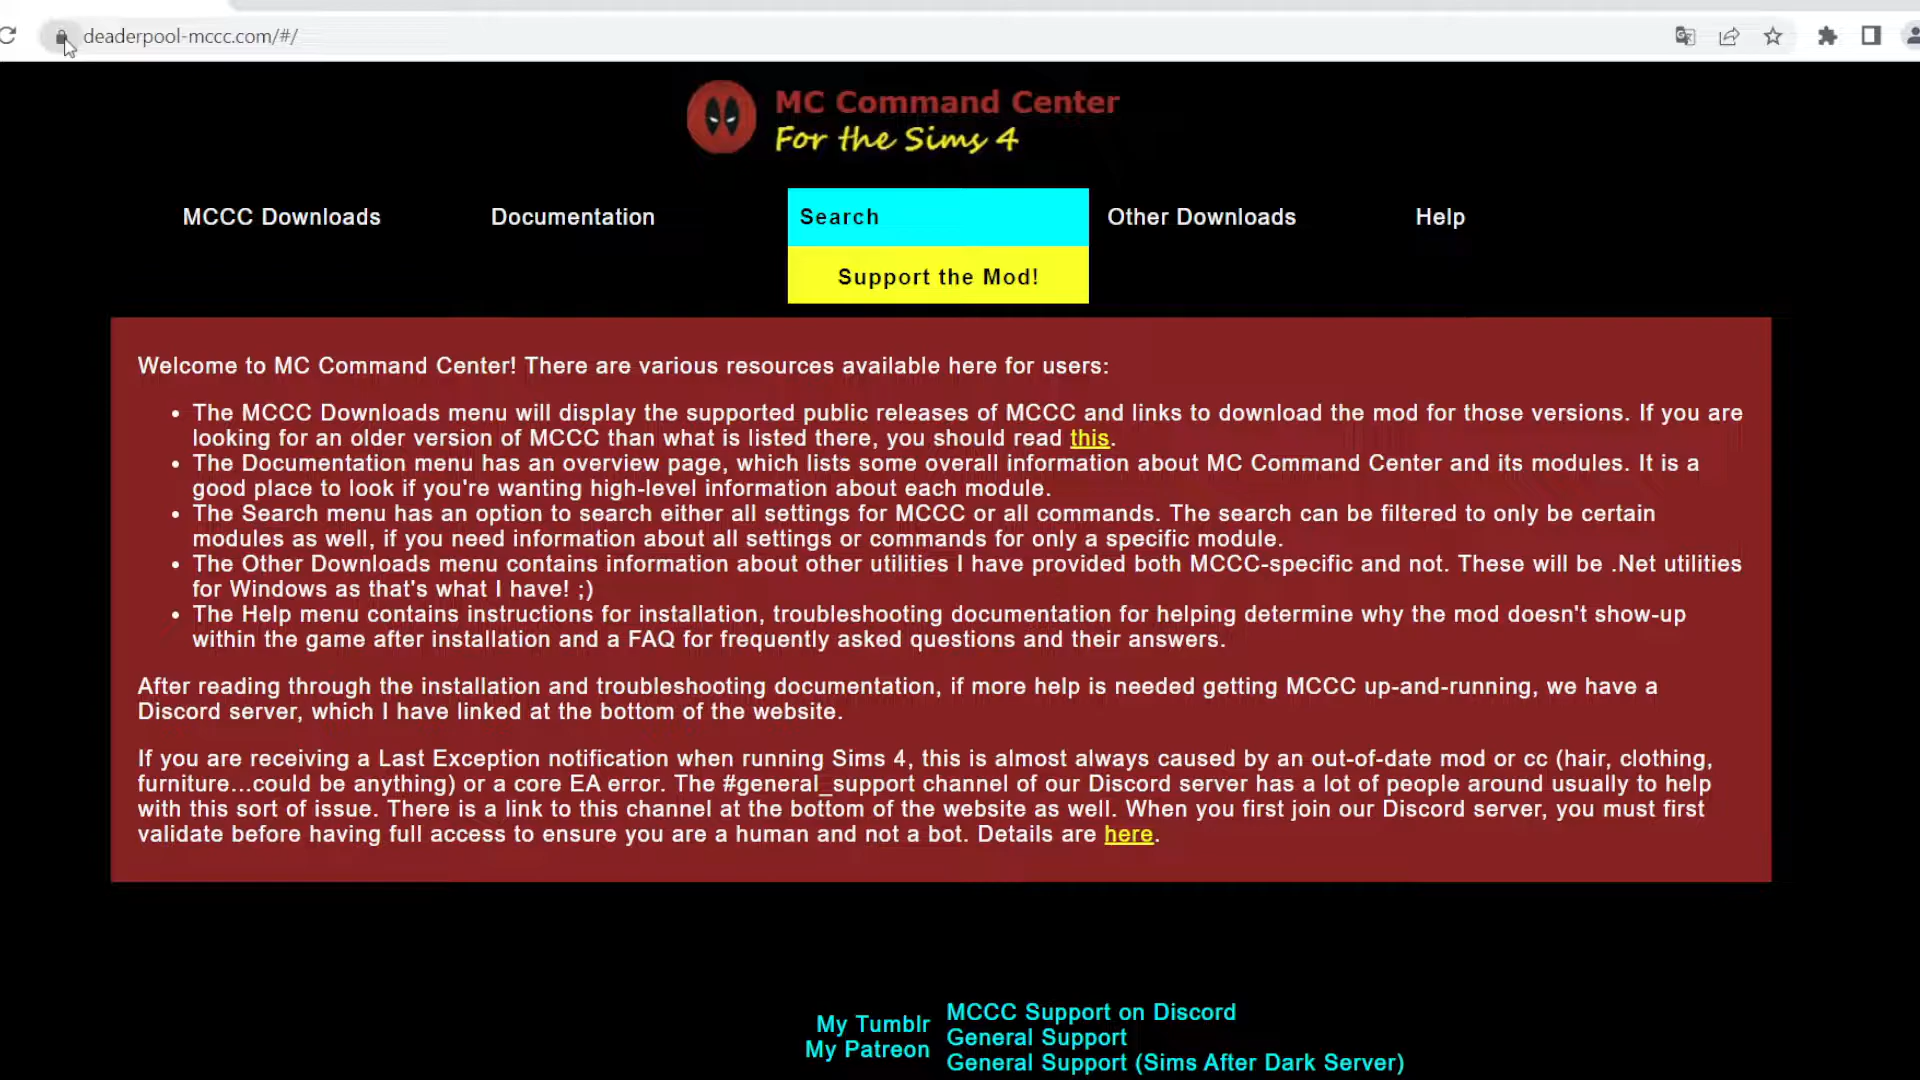 deaderpool-mccc.com/#/
MC Command Center
For the Sims 4
MCCC Downloads
Documentation
Search
Other Downloads
Help
Support the Mod!
Welcome to MC Command Center! There are various resources available here for users:
• The MCCC Downloads menu will display the supported public releases of MCCC and links to download the mod for those versions. If you are
looking for an older version of MCCC than what is listed there, you should read this.
• The Documentation menu has an overview page, which lists some overall information about MC Command Center and its modules. It is a
good place to look if you're wanting high-level information about each module.
• The Search menu has an option to search either all settings for MCCC or all commands. The search can be filtered to only be certain
modules as well, if you need information about all settings or commands for only a specific module.
• The Other Downloads menu contains information about other utilities I have provided both MCCC-specific and not. These will be .Net utilities
for Windows as that's what I have! ;)
• The Help menu contains instructions for installation, troubleshooting documentation for helping determine why the mod doesn't show-up
within the game after installation and a FAQ for frequently asked questions and their answers.
After reading through the installation and troubleshooting documentation, if more help is needed getting MCCC up-and-running, we have a
Discord server, which I have linked at the bottom of the website.
If you are receiving a Last Exception notification when running Sims 4, this is almost always caused by an out-of-date mod or cc (hair, clothing,
furniture...could be anything) or a core EA error. The #general_support channel of our Discord server has a lot of people around usually to help
with this sort of issue. There is a link to this channel at the bottom of the website as well. When you first join our Discord server, you must first
validate before having full access to ensure you are a human and not a bot. Details are here.
My Tumblr
My Patreon
MCCC Support on Discord
General Support
General Support (Sims After Dark Server)